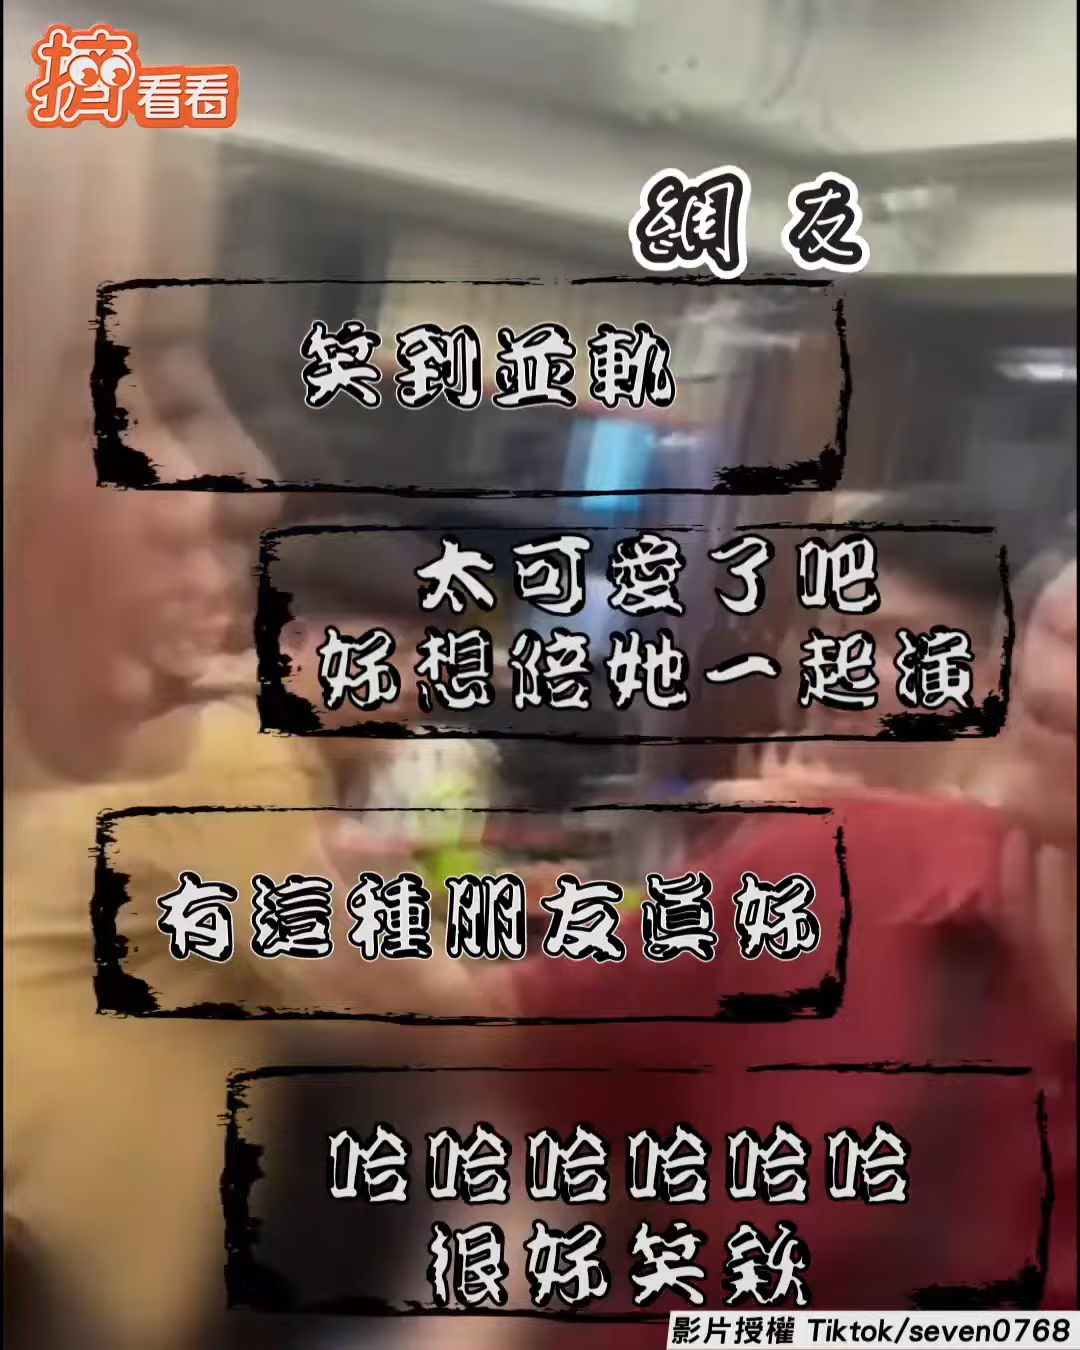 擠看看
網友
笑到並軌
太可愛了吧
好想陪她一起演
有這種朋友真好
哈哈哈哈哈哈
很好笑欸
影片授權 Tiktok/seven0768